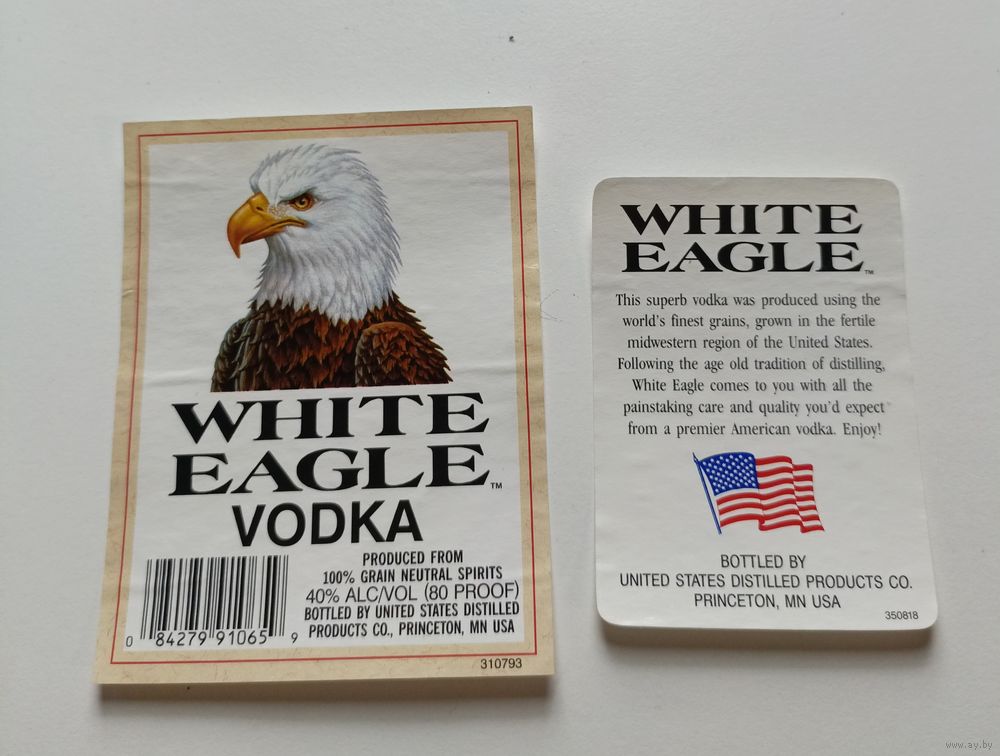 WHITE
EAGLE™
VODKA
PRODUCED FROM
100% GRAIN NEUTRAL SPIRITS
40% ALC/VOL (80 PROOF)
BOTTLED BY UNITED STATES DISTILLED
PRODUCTS CO., PRINCETON, MN USA
0 84279 91065 9
310793
WHITE
EAGLE™
This superb vodka was produced using the
world's finest grains, grown in the fertile
midwestern region of the United States.
Following the age old tradition of distilling,
White Eagle comes to you with all the
painstaking care and quality you'd expect
from a premier American vodka. Enjoy!
BOTTLED BY
UNITED STATES DISTILLED PRODUCTS CO.
PRINCETON, MN USA
350818
www.ay.by